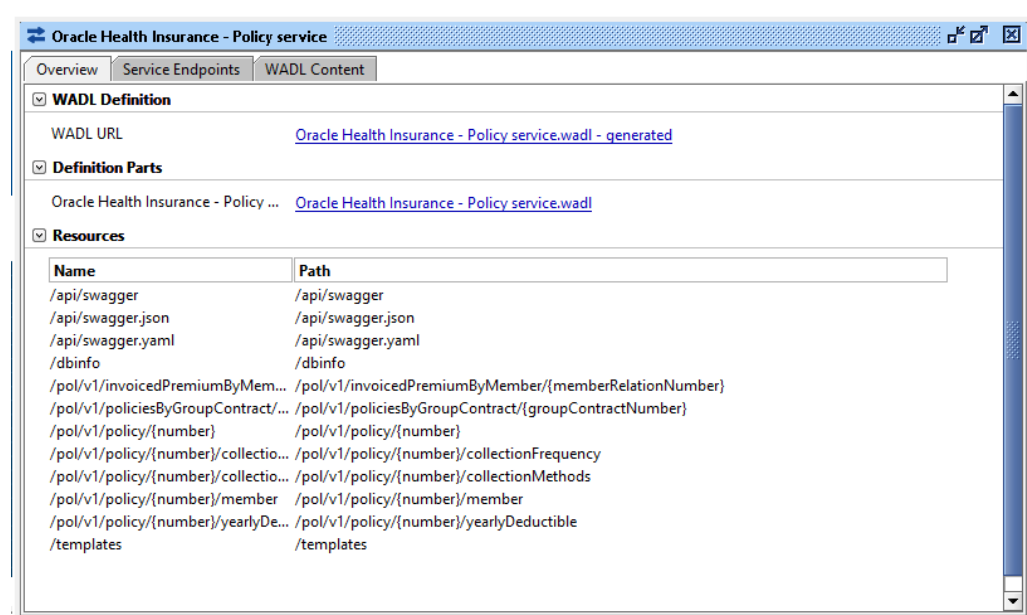 Oracle Health Insurance - Policy service
Overview Service Endpoints WADL Content
WADL Definition
WADL URL Oracle Health Insurance - Policy service.wadl - generated
Definition Parts
Oracle Health Insurance - Policy ... Oracle Health Insurance - Policy service.wadl
Resources
Name Path
/api/swagger /api/swagger
/api/swagger.json /api/swagger.json
/api/swagger.yaml /api/swagger.yaml
/dbinfo /dbinfo
/pol/v1/invoicedPremiumByMem... /pol/v1/invoicedPremiumByMember/{memberRelationNumber}
/pol/v1/policiesByGroupContract/... /pol/v1/policiesByGroupContract/{groupContractNumber}
/pol/v1/policy/{number} /pol/v1/policy/{number}
/pol/v1/policy/{number}/collectio... /pol/v1/policy/{number}/collectionFrequency
/pol/v1/policy/{number}/collectio... /pol/v1/policy/{number}/collectionMethods
/pol/v1/policy/{number}/member /pol/v1/policy/{number}/member
/pol/v1/policy/{number}/yearlyDe... /pol/v1/policy/{number}/yearlyDeductible
/templates /templates